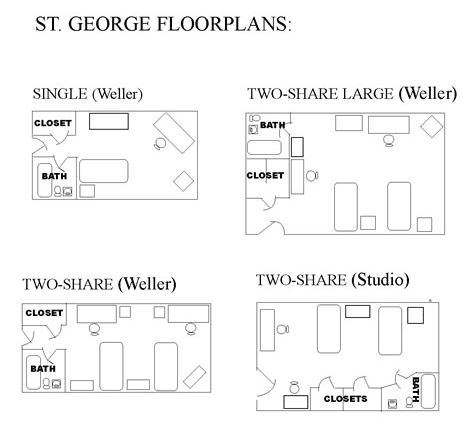 ST. GEORGE FLOORPLANS:
SINGLE (Weller)
CLOSET
BATH
TWO-SHARE LARGE (Weller)
BATH
CLOSET
TWO-SHARE (Weller)
CLOSET
BATH
TWO-SHARE (Studio)
CLOSETS
BATH